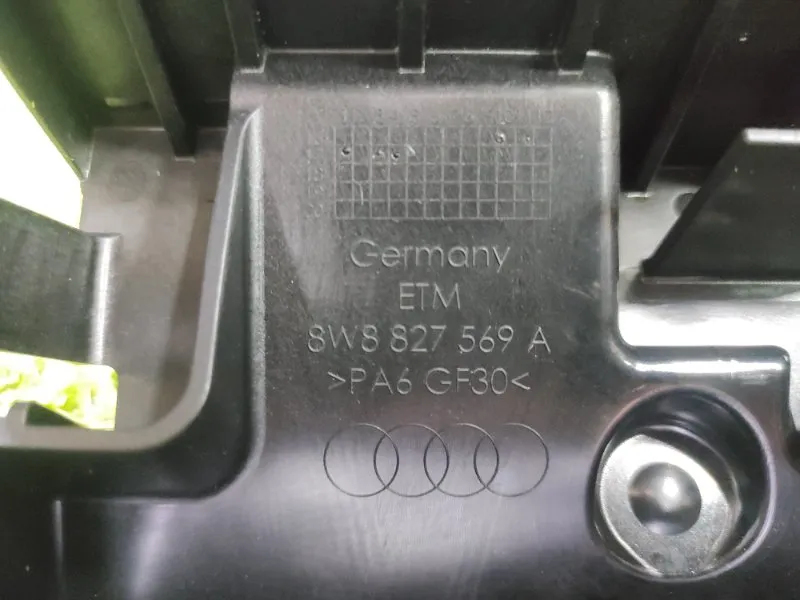 Germany
ETM
8W8 827 569 A
>PA6 GF30<